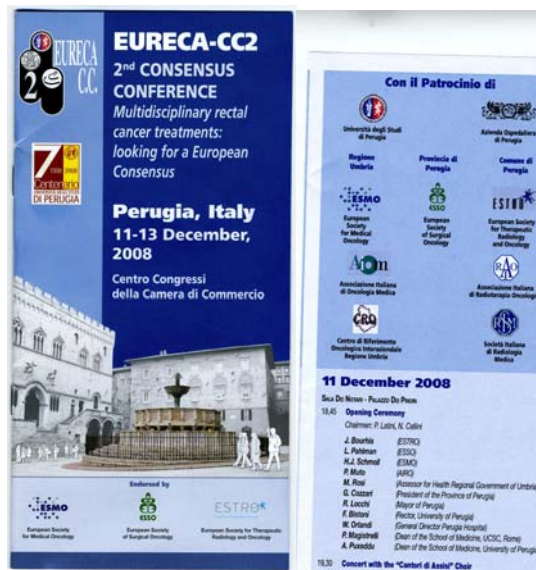 EURECA
C.C.
2
EURECA-CC2
2nd CONSENSUS
CONFERENCE
Multidisciplinary rectal
cancer treatments:
looking for a European
Consensus
7
1308 2008
Centenario
DI PERUGIA
Perugia, Italy
11-13 December,
2008
Centro Congressi
della Camera di Commercio
Endorsed by
ESMO
European Society
for Medical Oncology
ESSO
European Society
of Surgical Oncology
ESTRO
European Society for Therapeutic
Radiology and Oncology
Con il Patrocinio di
Università degli Studi
di Perugia
Azienda Ospedaliera
di Perugia
Regione
Umbria
Provincia di
Perugia
Comune di
Perugia
ESMO
European
Society
for Medical
Oncology
ESSO
European
Society
of Surgical
Oncology
ESTRO
European Society
for Therapeutic
Radiology
and Oncology
Aiom
Associazione Italiana
di Oncologia Medica
Associazione Italiana
di Radioterapia Oncologica
CRO
Centro di Riferimento
Oncologico Interaziendale
Regione Umbria
Società Italiana
di Radiologia
Medica
11 December 2008
SALA DEI NOTARI - PALAZZO DEI PRIORI
18,45 Opening Ceremony
Chairmen: P. Latini, N. Cellini
J. Bourhis (ESTRO)
L. Pahlman (ESSO)
H.J. Schmoll (ESMO)
P. Muto (AIRO)
M. Rosi (Assessor for Health Regional Government of Umbria)
G. Cozzari (President of the Province of Perugia)
R. Locchi (Mayor of Perugia)
F. Bistoni (Rector, University of Perugia)
W. Orlandi (General Director Perugia Hospital)
P. Magistrelli (Dean of the School of Medicine, UCSC, Rome)
A. Puxeddu (Dean of the School of Medicine, University of Perugia
19,30 Concert with the "Cantori di Assisi" Choir